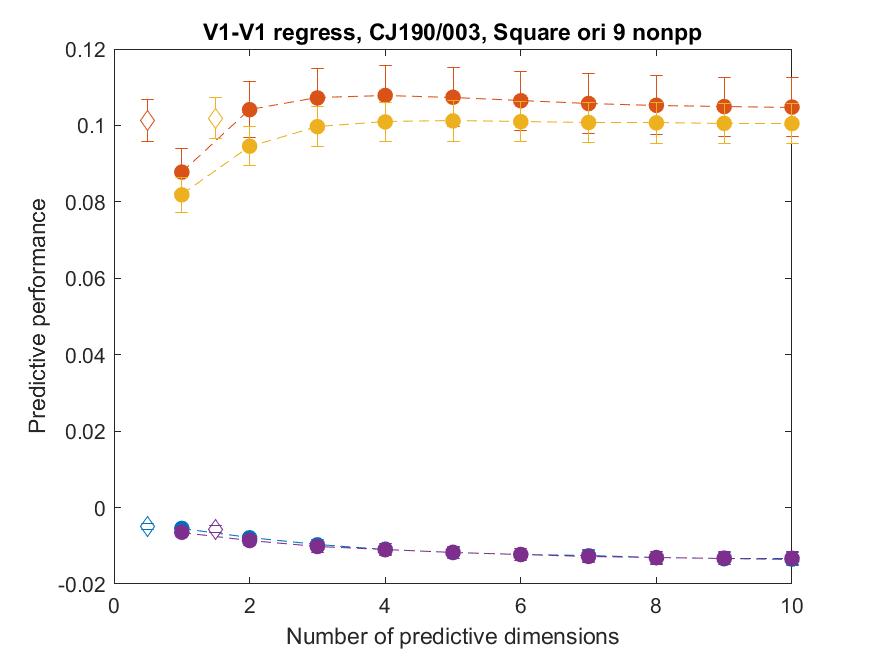 V1-V1 regress, CJ190/003, Square ori 9 nonpp
0.12
0.1
0.08
0.06
0.04
0.02
0
-0.02
Predictive performance
0 2 4 6 8 10
Number of predictive dimensions